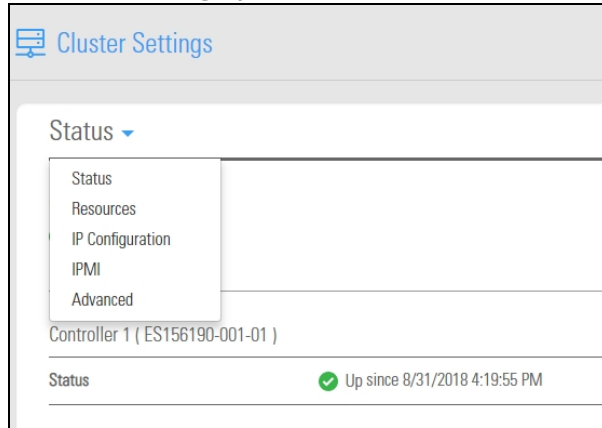 Cluster Settings
Status
Status
Resources
IP Configuration
IPMI
Advanced
Controller 1 ( ES156190-001-01 )
Status Up since 8/31/2018 4:19:55 PM